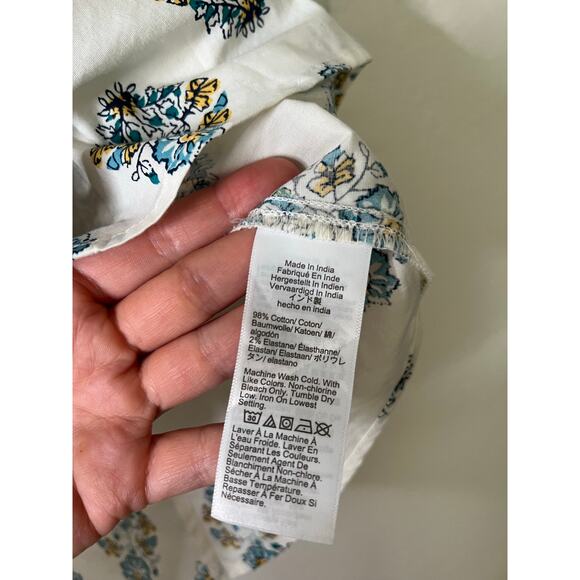 Made In India
Fabriqué En Inde
Hergestellt In Indien
Vervaardigd In India
インド製
hecho en india
98% Cotton/ Coton/
Baumwolle/ Katoen/ 綿/
algodón
2% Elastane/ Élasthanne/
Elastan/ Elastaan/ ポリウレ
タン/ elastano
Machine Wash Cold. With
Like Colors. Non-chlorine
Bleach Only. Tumble Dry
Low. Iron On Lowest
Setting.
30
Laver À La Machine À
L'eau Froide. Laver À
Séparant Les Couleurs.
Seulement Agent De
Blanchiment Non-chlore.
Sécher À La Machine À
Basse Température.
Repasser À Fer Doux Si
Nécessaire.